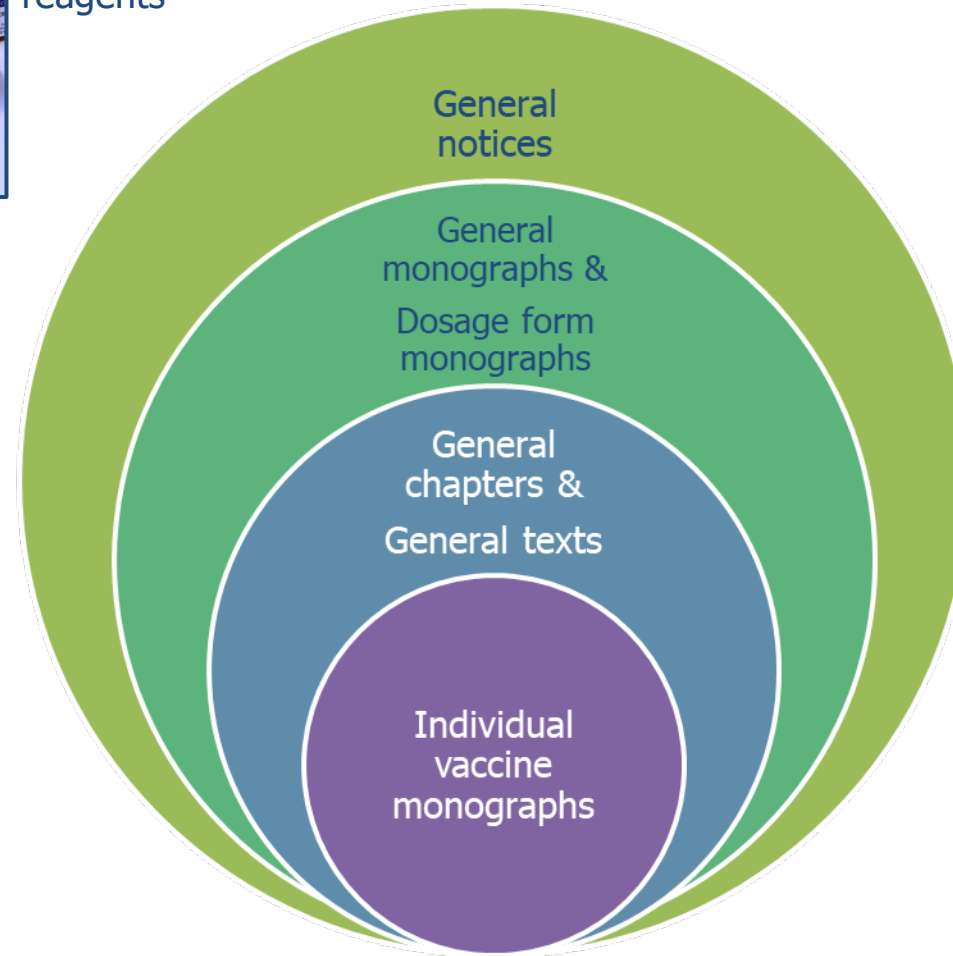 reagents
General
notices
General
monographs &
Dosage form
monographs
General
chapters &
General texts
Individual
vaccine
monographs